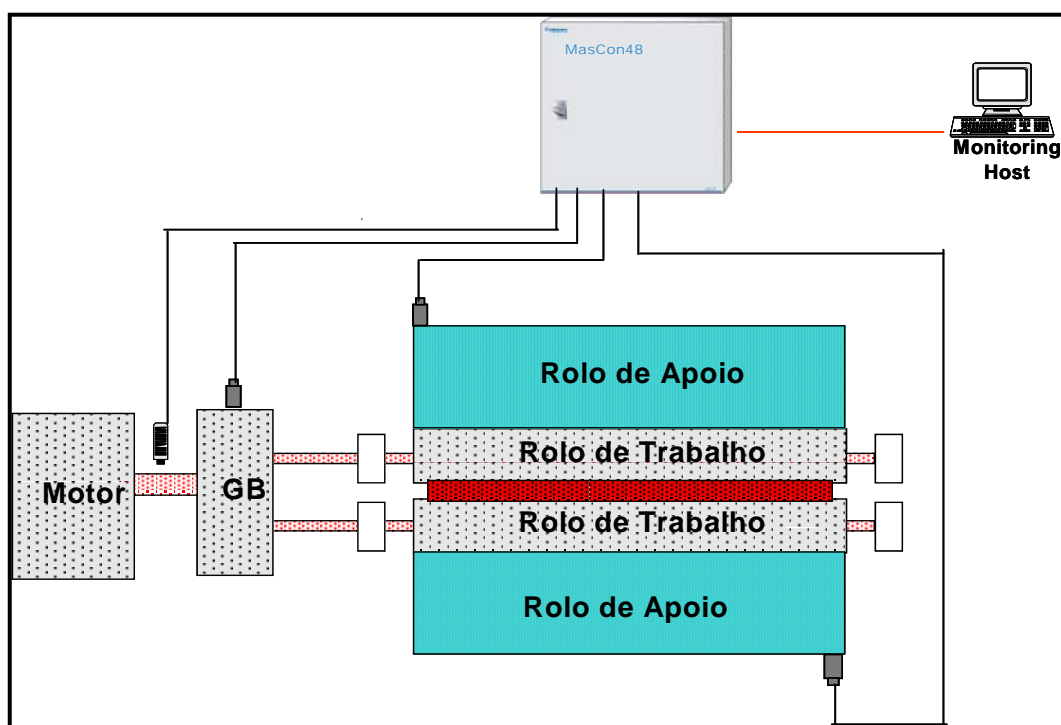 MasCon48
Monitoring
Host
Rolo de Apoio
Rolo de Trabalho
Motor
GB
Rolo de Trabalho
Rolo de Apoio